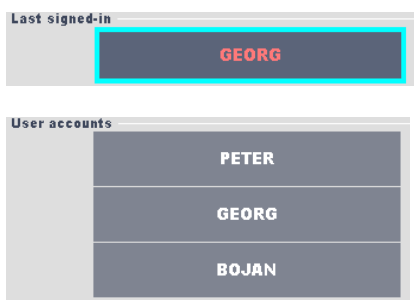 Last signed-in
GEORG
User accounts
PETER
GEORG
BOJAN